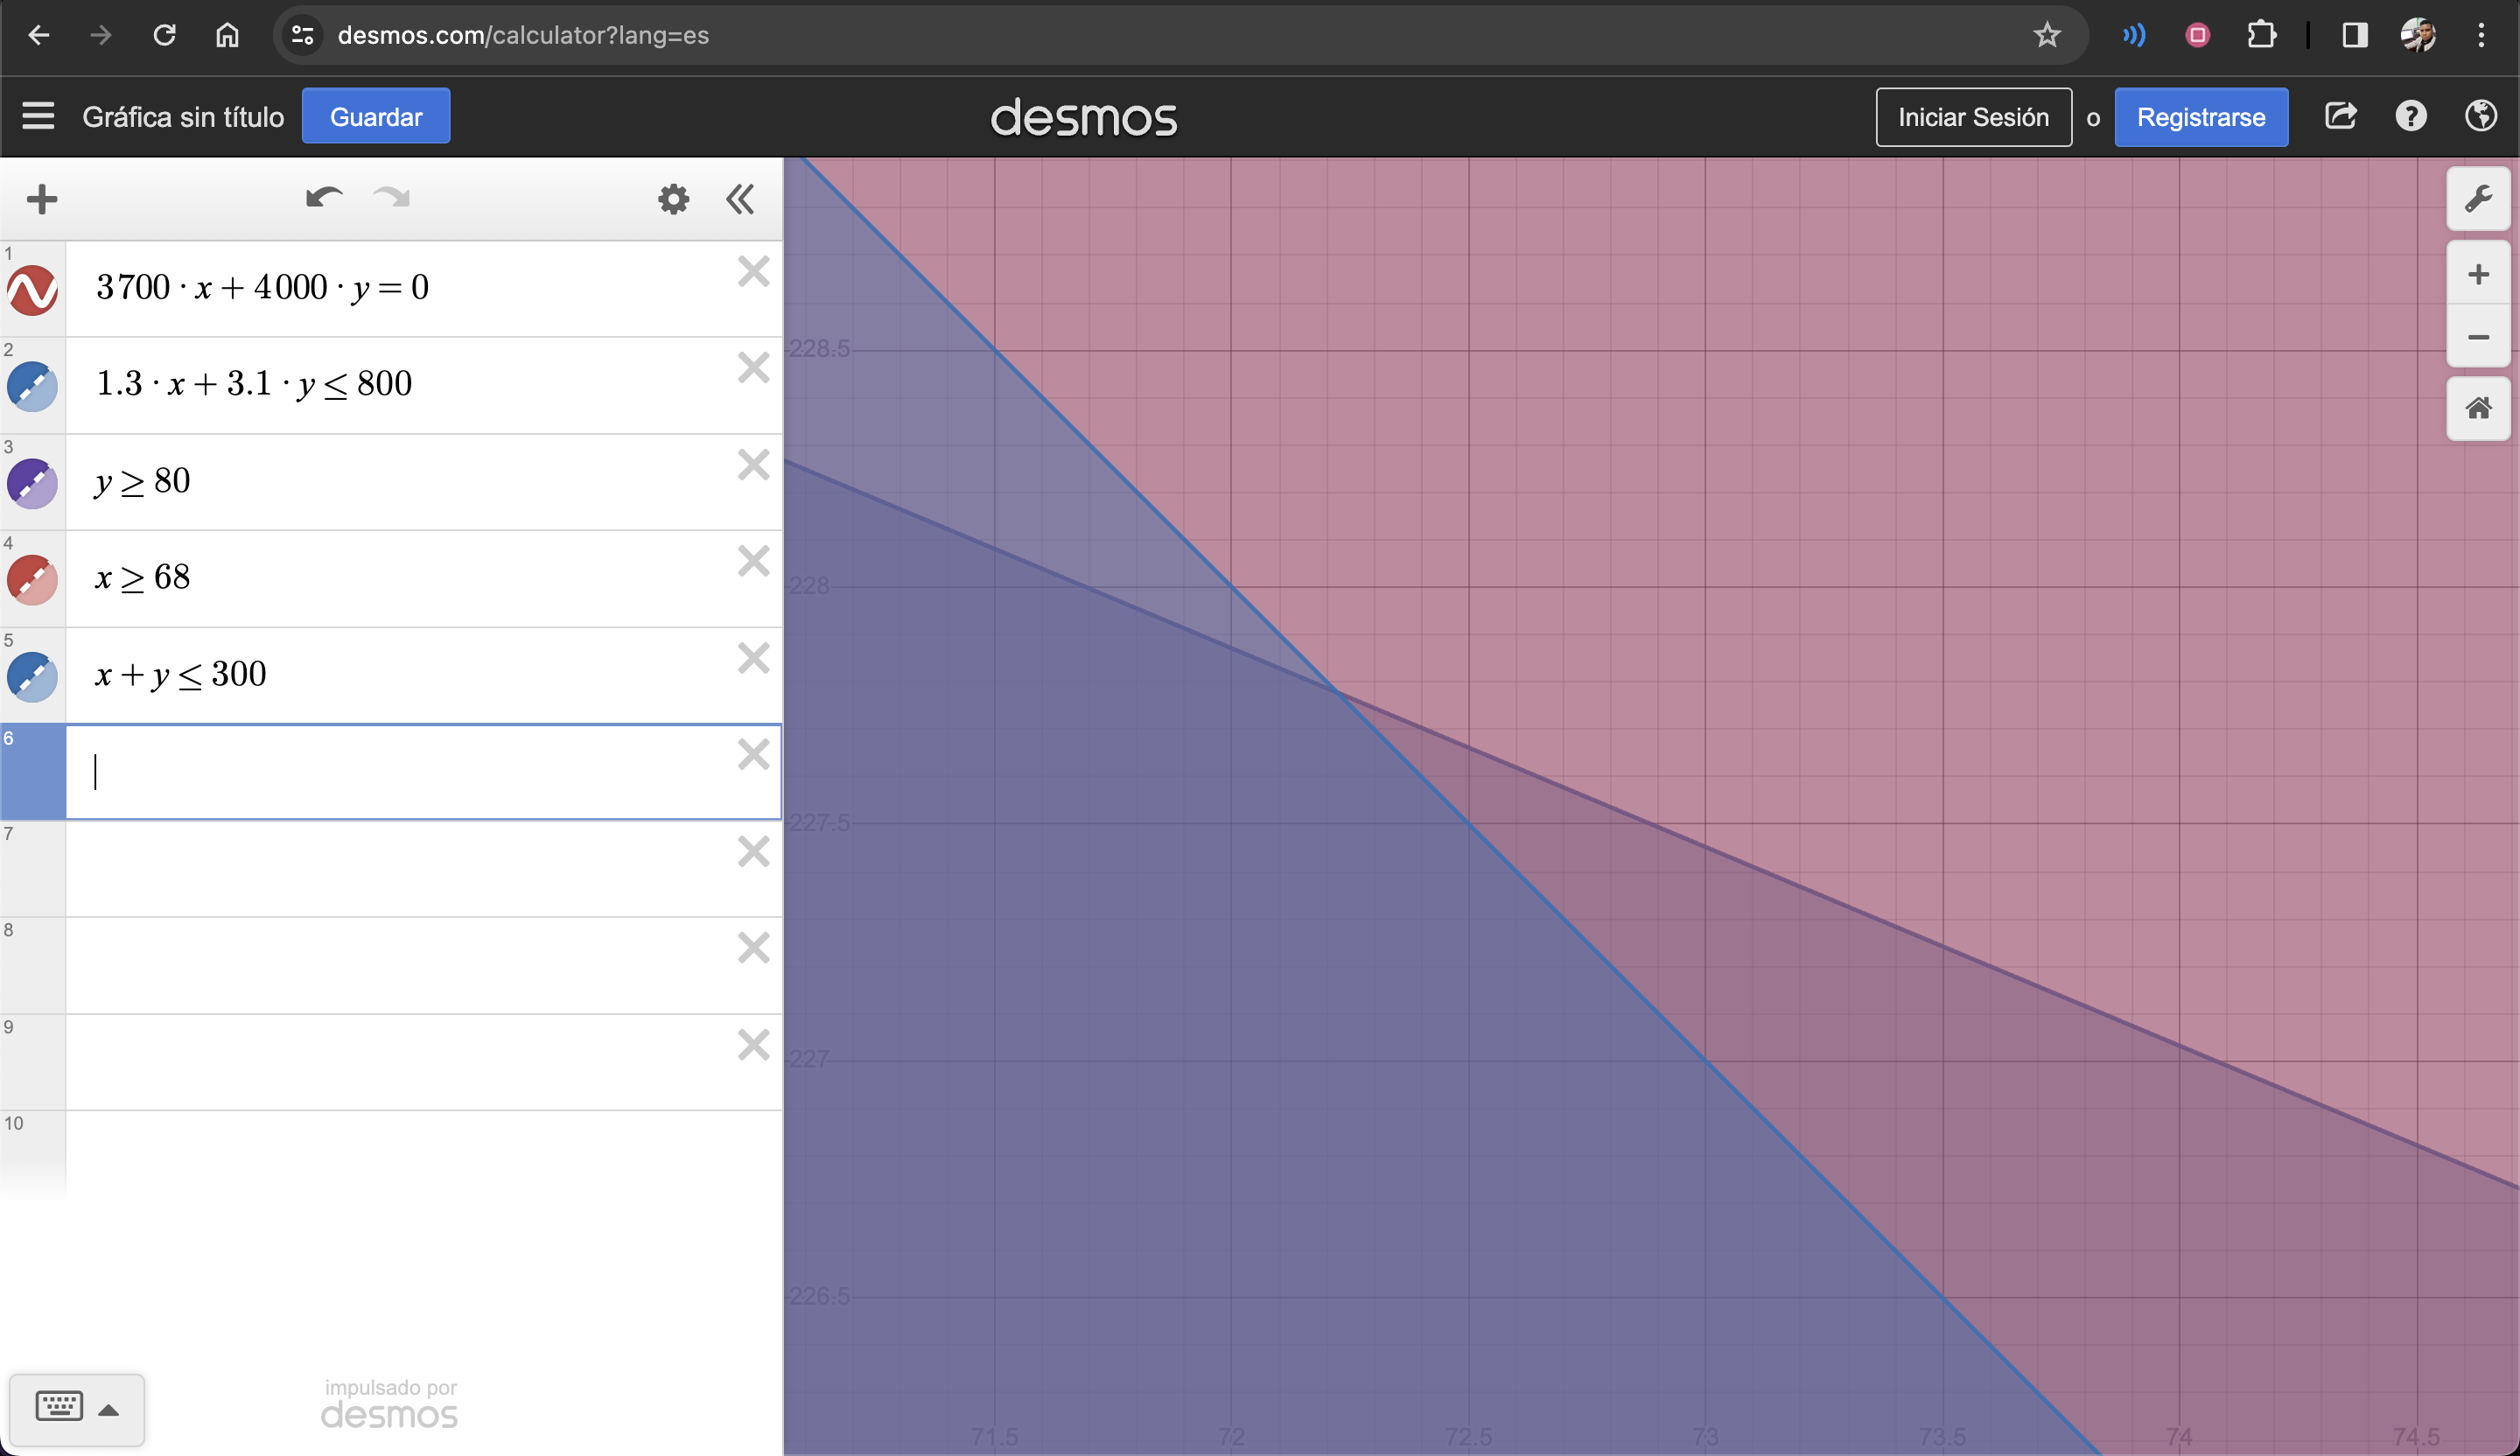 desmos.com/calculator?lang=es
Gráfica sin título
Guardar
desmos
Iniciar Sesión
o
Registrarse
1
3700 · x + 4000 · y = 0
2
1.3 · x + 3.1 · y ≤ 800
3
y ≥ 80
4
x ≥ 68
5
x + y ≤ 300
6
7
8
9
10
impulsado por
desmos
228.5
228
227.5
227
226.5
71.5 72 72.5 73 73.5 74 74.5